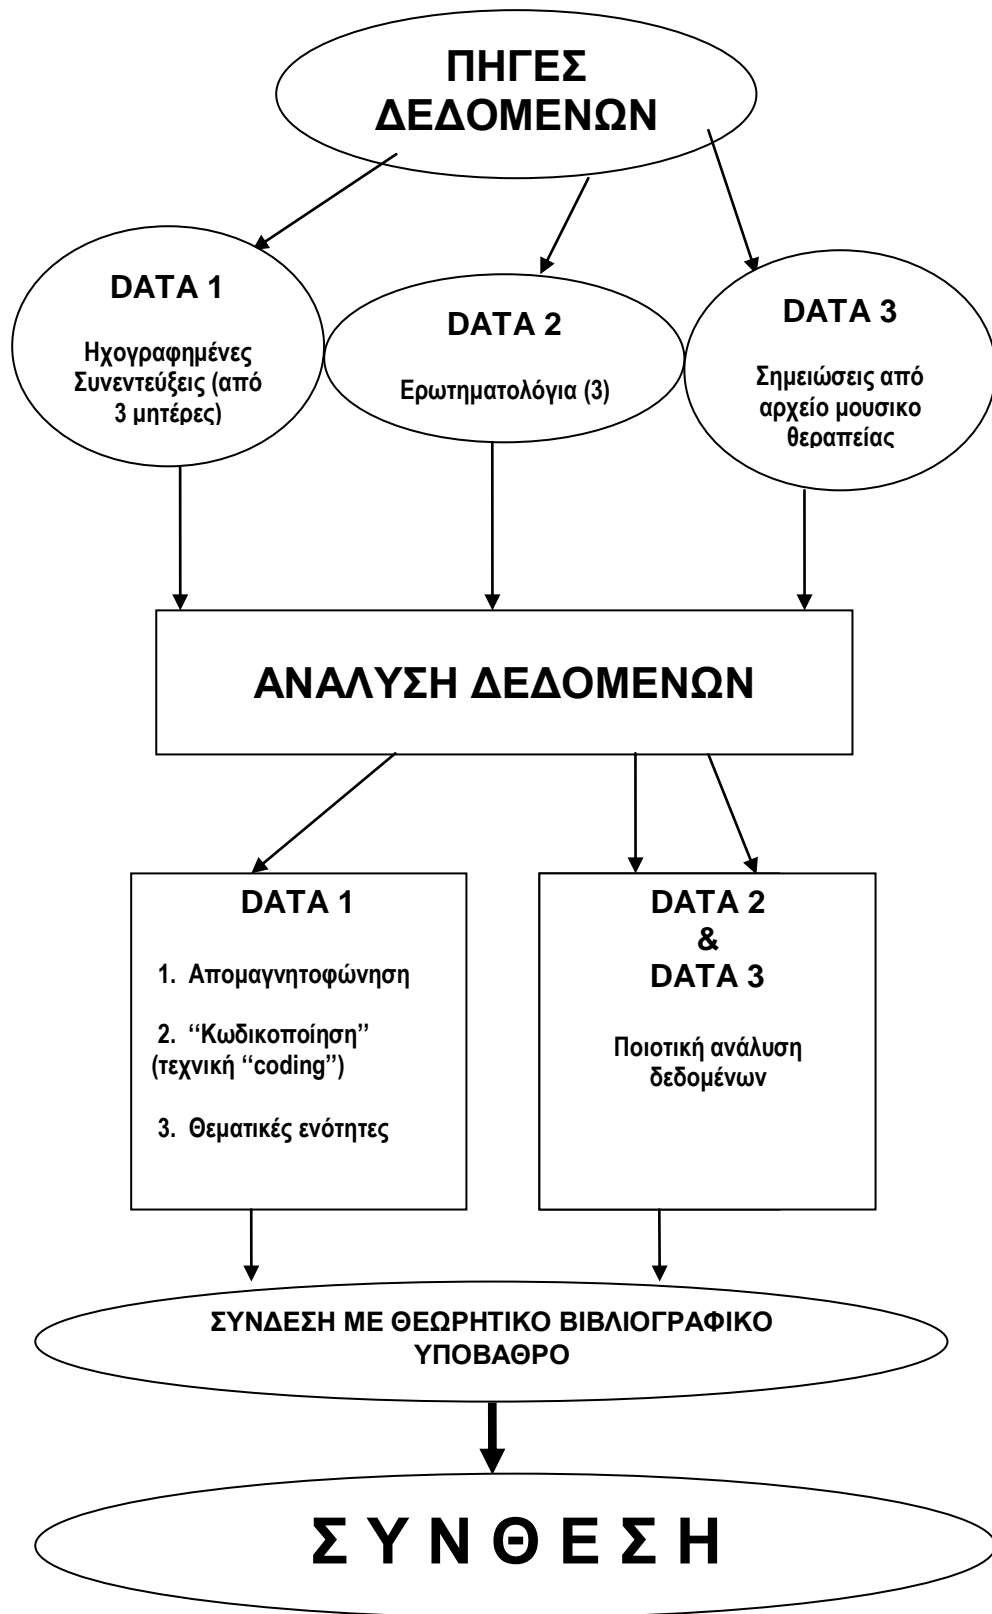 ΠΗΓΕΣ
ΔΕΔΟΜΕΝΩΝ
DATA 1
Ηχογραφημένες
Συνεντεύξεις (από
3 μητέρες)
DATA 2
Ερωτηματολόγια (3)
DATA 3
Σημειώσεις από
αρχείο μουσικο
θεραπείας
ΑΝΑΛΥΣΗ ΔΕΔΟΜΕΝΩΝ
DATA 1
1. Απομαγνητοφώνηση
2. ‘‘Κωδικοποίηση’’
(τεχνική ‘‘coding’’)
3. Θεματικές ενότητες
DATA 2
&
DATA 3
Ποιοτική ανάλυση
δεδομένων
ΣΥΝΔΕΣΗ ΜΕ ΘΕΩΡΗΤΙΚΟ ΒΙΒΛΙΟΓΡΑΦΙΚΟ
ΥΠΟΒΑΘΡΟ
Σ Υ Ν Θ Ε Σ Η